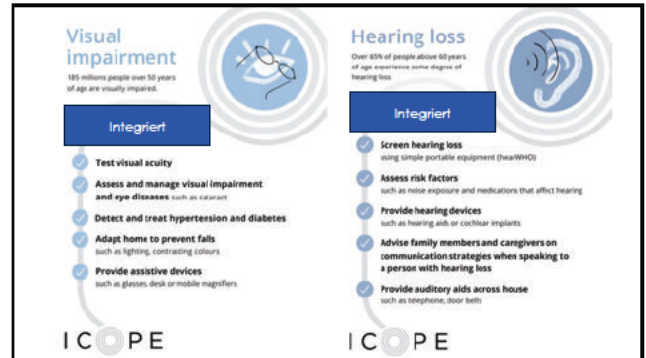 Visual
impairment
185 millions people over 50 years
of age are visually impaired.
Integriert
Test visual acuity
Assess and manage visual impairment
and eye diseases such as cataract
Detect and treat hypertension and diabetes
Adapt home to prevent falls
such as lighting, contrasting colours
Provide assistive devices
such as glasses, desk or mobile magnifiers
ICOPE
Hearing loss
Over 65% of people above 60 years
of age experience some degree of
hearing loss.
Integriert
Screen hearing loss
using simple portable equipment (hearWHO)
Assess risk factors
such as noise exposure and medications that affect hearing
Provide hearing devices
such as hearing aids or cochlear implants
Advise family members and caregivers on
communication strategies when speaking to
a person with hearing loss
Provide auditory aids across house
such as telephone, door bells
ICOPE